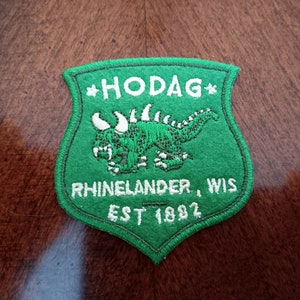 *HODAG*
RHINELANDER, WIS
EST 1882